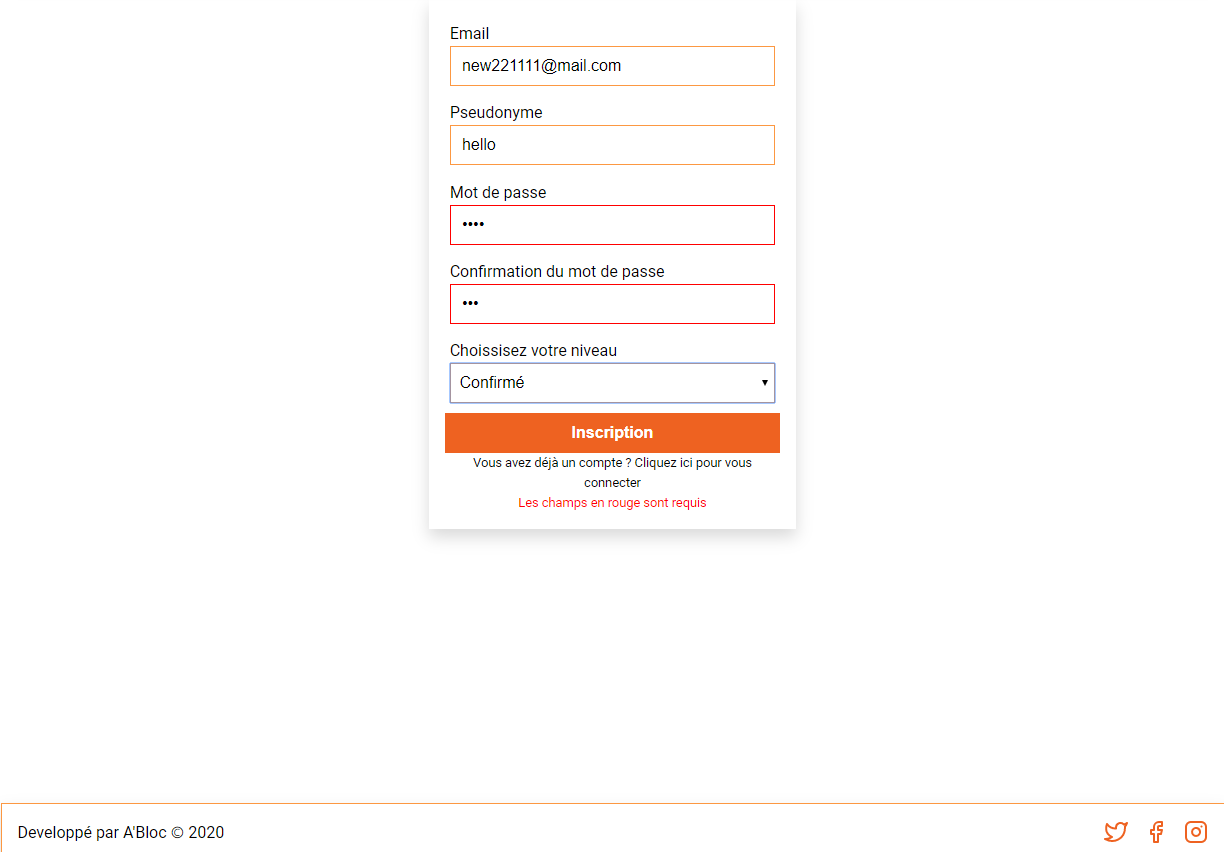 Email
new221111@mail.com
Pseudonyme
hello
Mot de passe
••••
Confirmation du mot de passe
•••
Choissisez votre niveau
Confirmé
Inscription
Vous avez déjà un compte ? Cliquez ici pour vous
connecter
Les champs en rouge sont requis
Developpé par A'Bloc © 2020